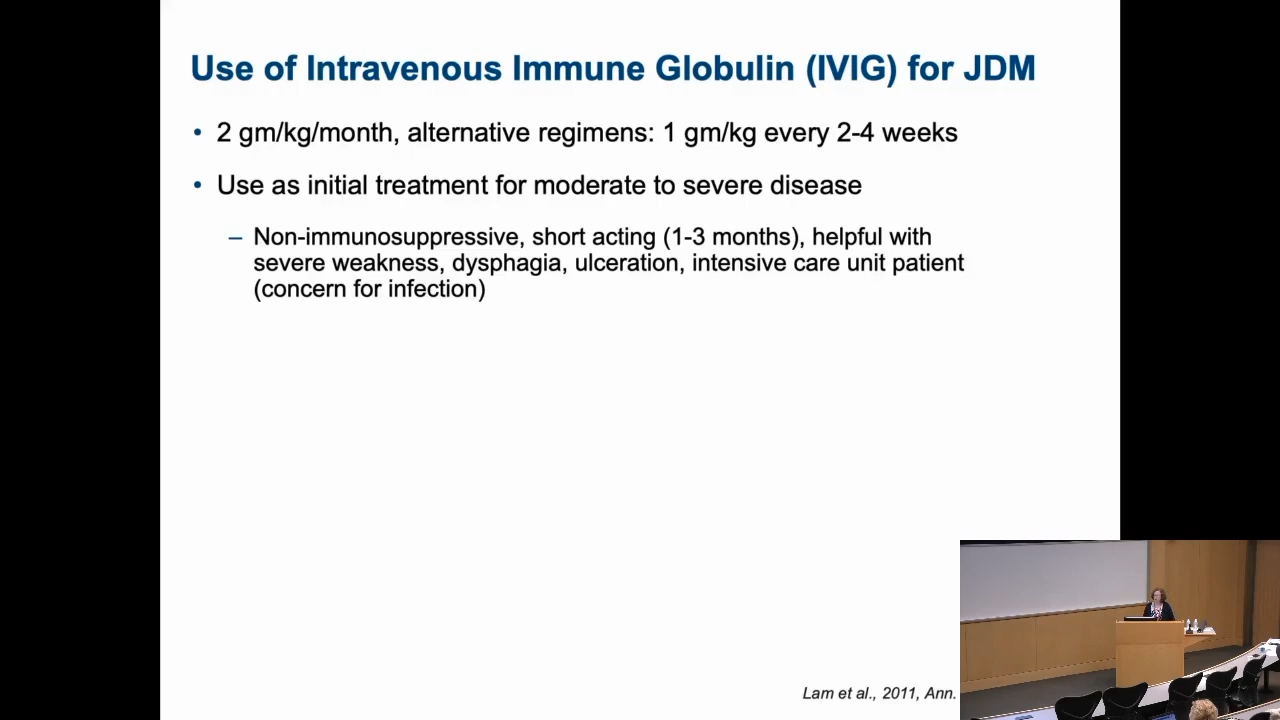 Use of Intravenous Immune Globulin (IVIG) for JDM
• 2 gm/kg/month, alternative regimens: 1 gm/kg every 2-4 weeks
• Use as initial treatment for moderate to severe disease
– Non-immunosuppressive, short acting (1-3 months), helpful with
severe weakness, dysphagia, ulceration, intensive care unit patient
(concern for infection)
Lam et al., 2011, Ann.